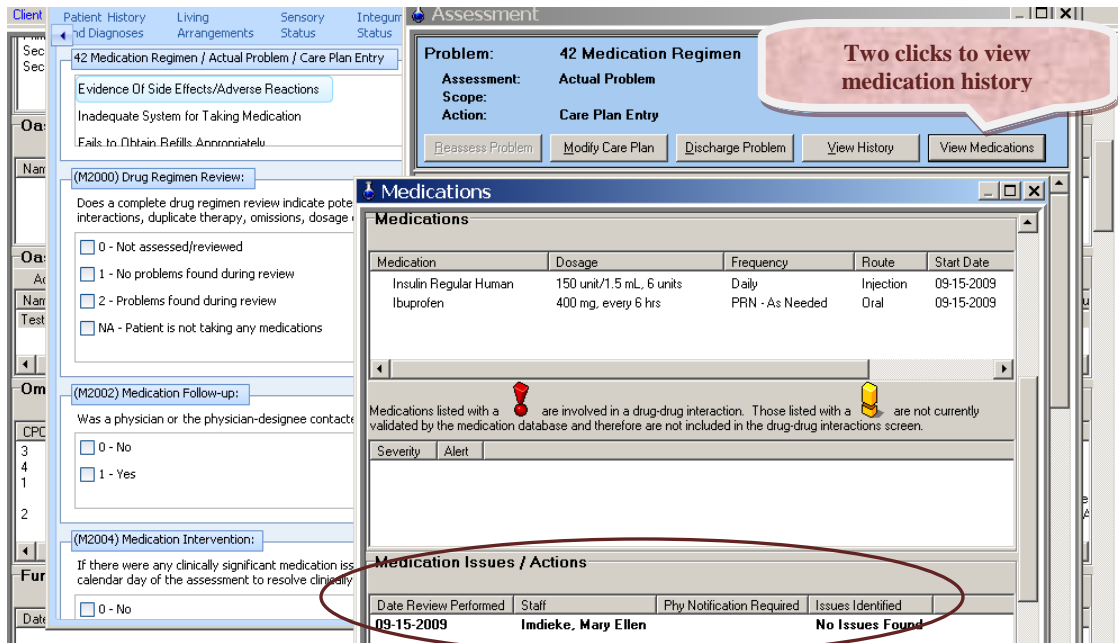 Client
Patient History
nd Diagnoses
Living
Arrangements
Sensory
Status
Integum
Status
Sec
Sec
42 Medication Regimen / Actual Problem / Care Plan Entry
Evidence Of Side Effects/Adverse Reactions
Inadequate System for Taking Medication
Fails to Obtain Refills Appropriately
Oa
Nam
(M2000) Drug Regimen Review:
Does a complete drug regimen review indicate pote
interactions, duplicate therapy, omissions, dosage
0 - Not assessed/reviewed
1 - No problems found during review
2 - Problems found during review
NA - Patient is not taking any medications
Oa
Nam
Test
(M2002) Medication Follow-up:
Was a physician or the physician-designee contacte
0 - No
1 - Yes
Om
CPC
3
4
1
2
(M2004) Medication Intervention:
If there were any clinically significant medication iss
calendar day of the assessment to resolve clinically
0 - No
Fur
Date
Assessment
Problem: 42 Medication Regimen
Assessment: Actual Problem
Scope:
Action: Care Plan Entry
Reassess Problem Modify Care Plan Discharge Problem View History View Medications
Two clicks to view
medication history
Medications
Medications
Medication Dosage Frequency Route Start Date
Insulin Regular Human 150 unit/1.5 mL, 6 units Daily Injection 09-15-2009
Ibuprofen 400 mg, every 6 hrs PRN - As Needed Oral 09-15-2009
Medications listed with a are involved in a drug-drug interaction. Those listed with a are not currently
validated by the medication database and therefore are not included in the drug-drug interactions screen.
Severity Alert
Medication Issues / Actions
Date Review Performed Staff Phy Notification Required Issues Identified
09-15-2009 Imdieke, Mary Ellen No Issues Found